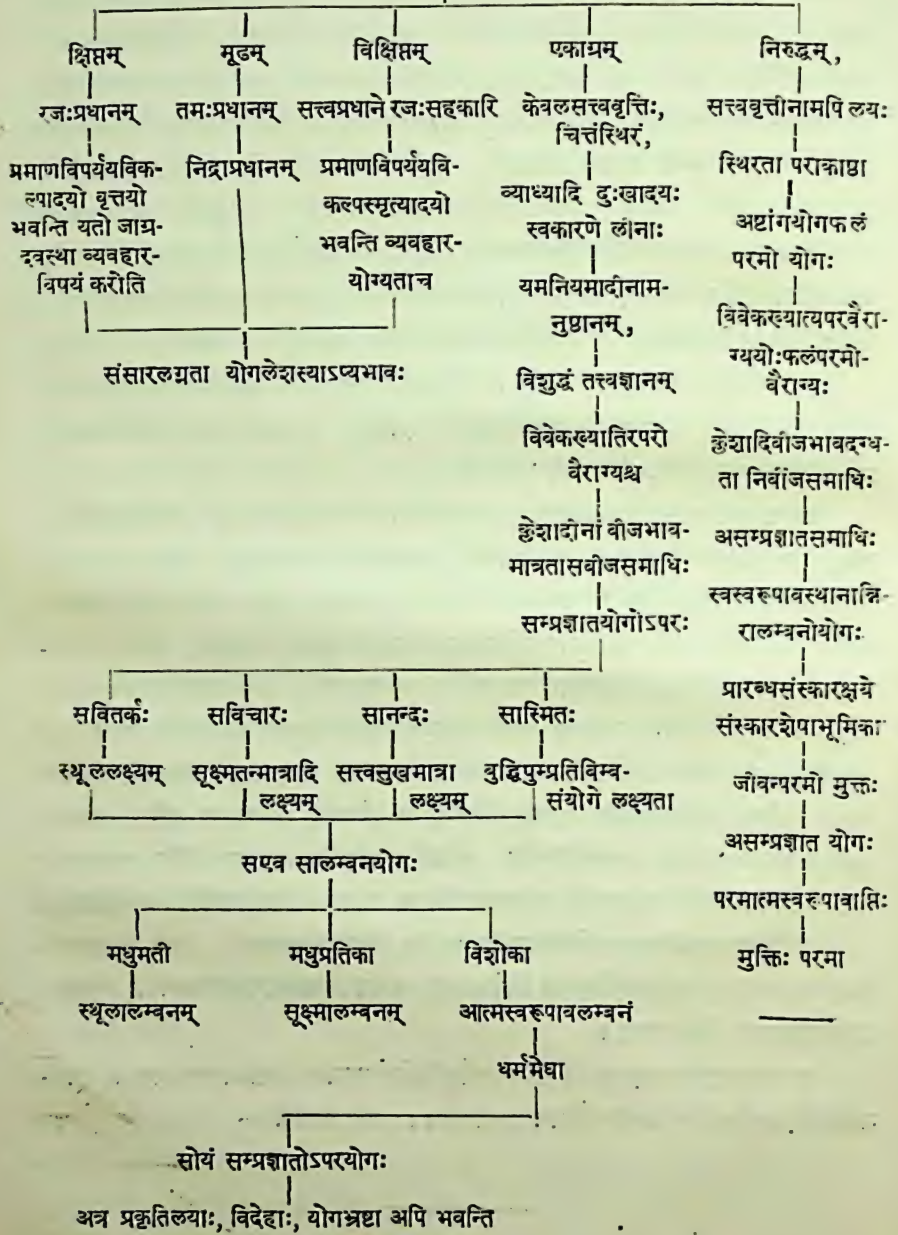 क्षिप्तम्
मूढम्
विक्षिप्तम्
एकाग्रम्
निरुद्धम्,
रजःप्रधानम्
तमःप्रधानम्
सत्त्वप्रधाने रजःसहकारि
केवलसत्त्ववृत्तिः,
चित्तंस्थिरं,
सत्त्ववृत्तीनामपि लयः
प्रमाणविपर्ययविक-
ल्पादयो वृत्तयो
भवन्ति यतो जाग्र-
दवस्था व्यवहार-
विषयं करोति
निद्राप्रधानम्
प्रमाणविपर्ययवि-
कल्पस्मृत्यादयो
भवन्ति व्यवहार-
योग्यताच
संसारलग्नता योगलेशस्याऽप्यभावः
व्याध्यादि दुःखादयः
स्वकारणे लीनाः
यमनियमादीनाम-
नुष्ठानम्,
विशुद्धं तत्त्वज्ञानम्
विवेकख्यातिरपरो
वैराग्यश्च
क्लेशादीनां बीजभाव-
मात्रतासबीजसमाधिः
सम्प्रज्ञातयोगोऽपरः
स्थिरता पराकाष्ठा
अष्टांगयोगफलं
परमो योगः
विवेकख्यात्यपरवैरा-
ग्ययोःफलंपरमो-
वैराग्यः
क्लेशादिबीजभावदग्ध-
ता निर्बीजसमाधिः
असम्प्रज्ञातसमाधिः
स्वस्वरूपावस्थानान्नि-
रालम्बनोयोगः
प्रारब्धसंस्कारक्षये
संस्कारशेषाभूमिका
जीवन्परमो मुक्तः
असम्प्रज्ञात योगः
परमात्मस्वरूपावाप्तिः
मुक्तिः परमा
सवितर्कः
सविचारः
सानन्दः
सास्मितः
स्थूललक्ष्यम्
सूक्ष्मतन्मात्रादि
लक्ष्यम्
सत्त्वसुखमात्रा
लक्ष्यम्
बुद्धिपुम्प्रतिबिम्ब-
संयोगे लक्ष्यता
सएव सालम्बनयोगः
मधुमती
मधुप्रतिका
विशोका
स्थूलालम्बनम्
सूक्ष्मालम्बनम्
आत्मस्वरूपावलम्बनं
धर्ममेघा
सोयं सम्प्रज्ञातोऽपरयोगः
अत्र प्रकृतिलयाः, विदेहाः, योगभ्रष्टा अपि भवन्ति